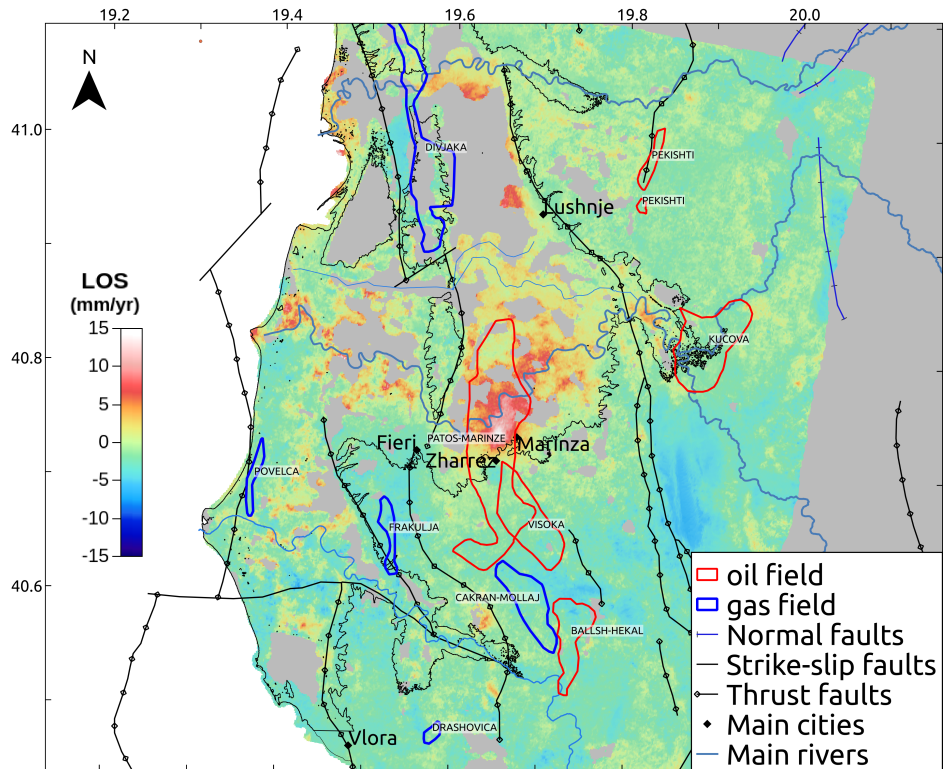 19.2 19.4 19.6 19.8 20.0
N
41.0
DIVJAKA
PEKISHTI
PEKISHTI
Lushnje
LOS
(mm/yr)
15
10
5
0
-5
-10
-15
40.8
KUCOVA
PATOS-MARINZE
Fieri
Marinza
Zharrez
POVELCA
FRAKULJA
VISOKA
40.6
CAKRAN-MOLLAJ
BALLSH-HEKAL
DRASHOVICA
Vlora
oil field
gas field
Normal faults
Strike-slip faults
Thrust faults
Main cities
Main rivers